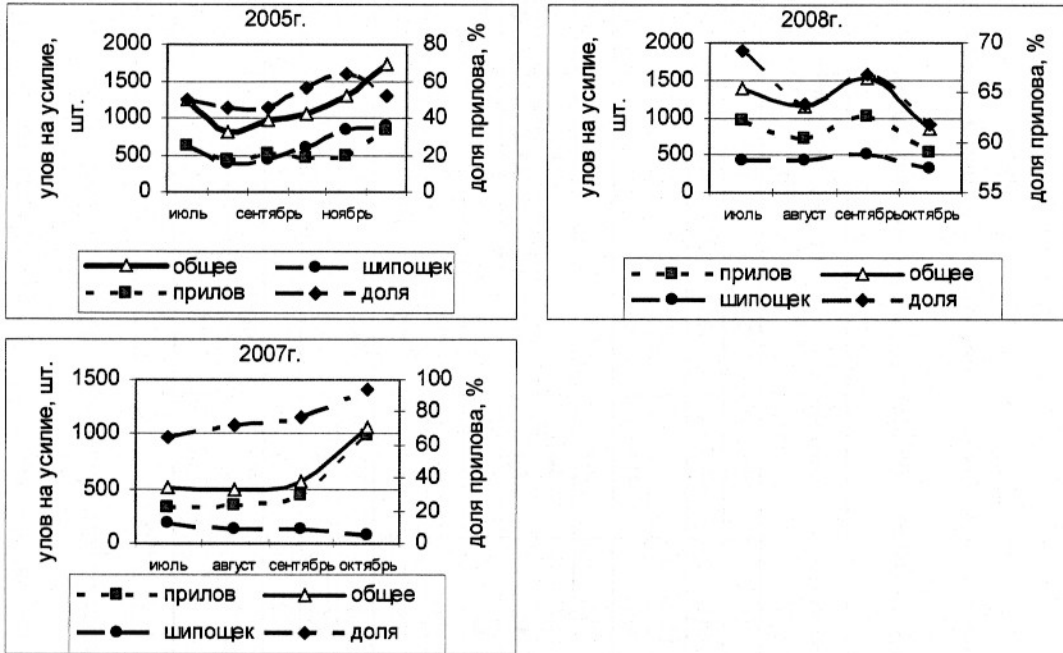 2005г.
улов на усилие,
шт.
2000
1500
1000
500
0
80
60
40
20
0
доля прилова, %
июль сентябрь ноябрь
общее шипощек
прилов доля
2008г.
улов на усилие,
шт.
2000
1500
1000
500
0
70
65
60
55
доля прилова, %
июль август сентябрь октябрь
прилов общее
шипощек доля
2007г.
улов на усилие, шт.
1500
1000
500
0
100
80
60
40
20
0
доля прилова, %
июль август сентябрь октябрь
прилов общее
шипощек доля